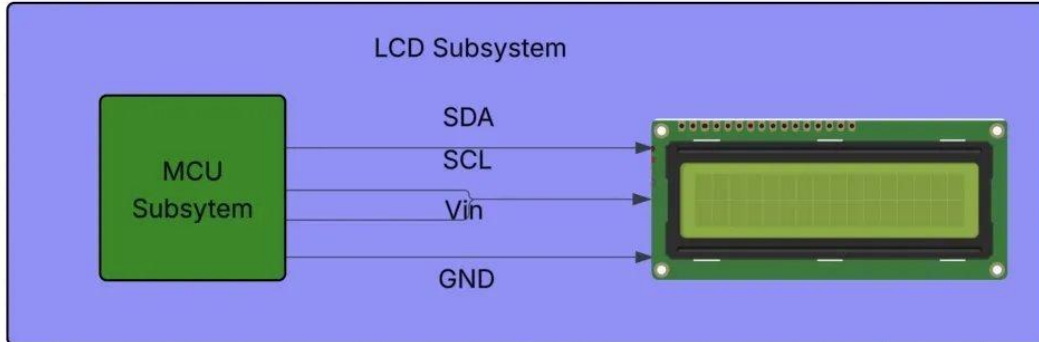 LCD Subsystem
SDA
SCL
MCU
Subsytem
Vin
GND